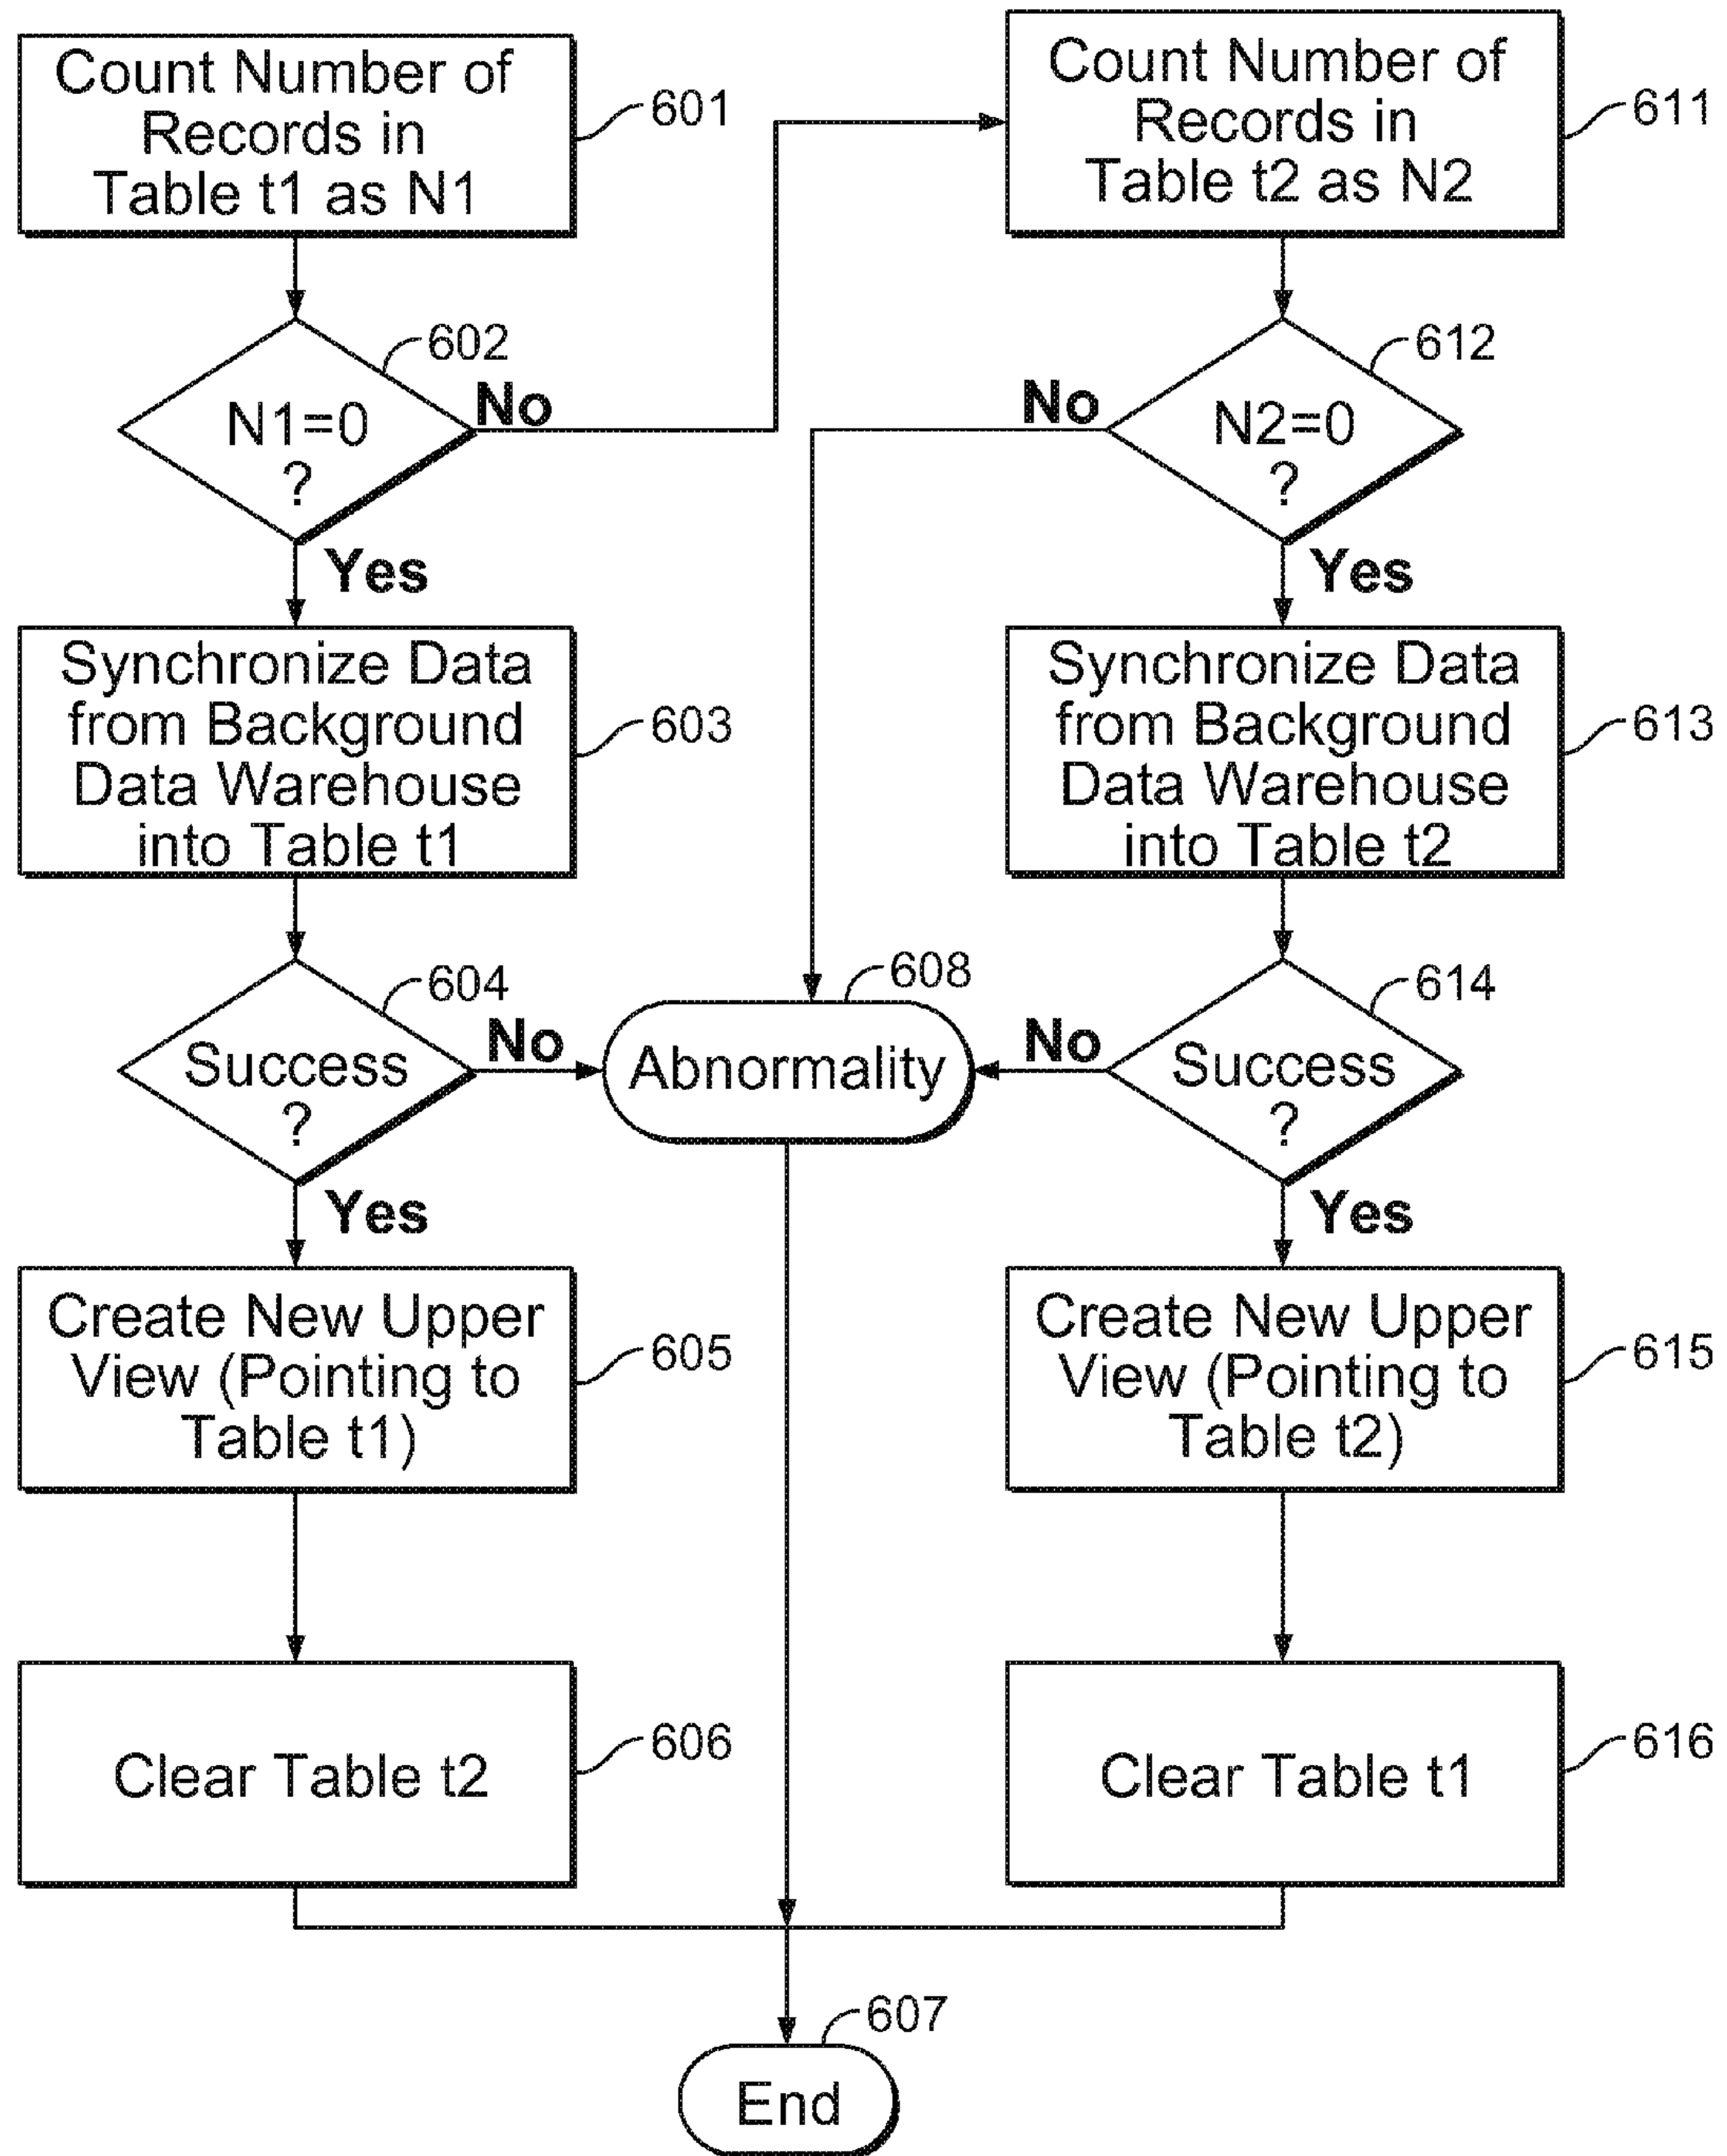 Count Number of
Records in
Table t1 as N1
601
602
N1=0
?
No
Yes
Synchronize Data
from Background
Data Warehouse
into Table t1
603
604
Success
?
No
Yes
Create New Upper
View (Pointing to
Table t1)
605
Clear Table t2
606
608
Abnormality
Count Number of
Records in
Table t2 as N2
611
612
N2=0
?
No
Yes
Synchronize Data
from Background
Data Warehouse
into Table t2
613
614
Success
?
No
Yes
Create New Upper
View (Pointing to
Table t2)
615
Clear Table t1
616
607
End